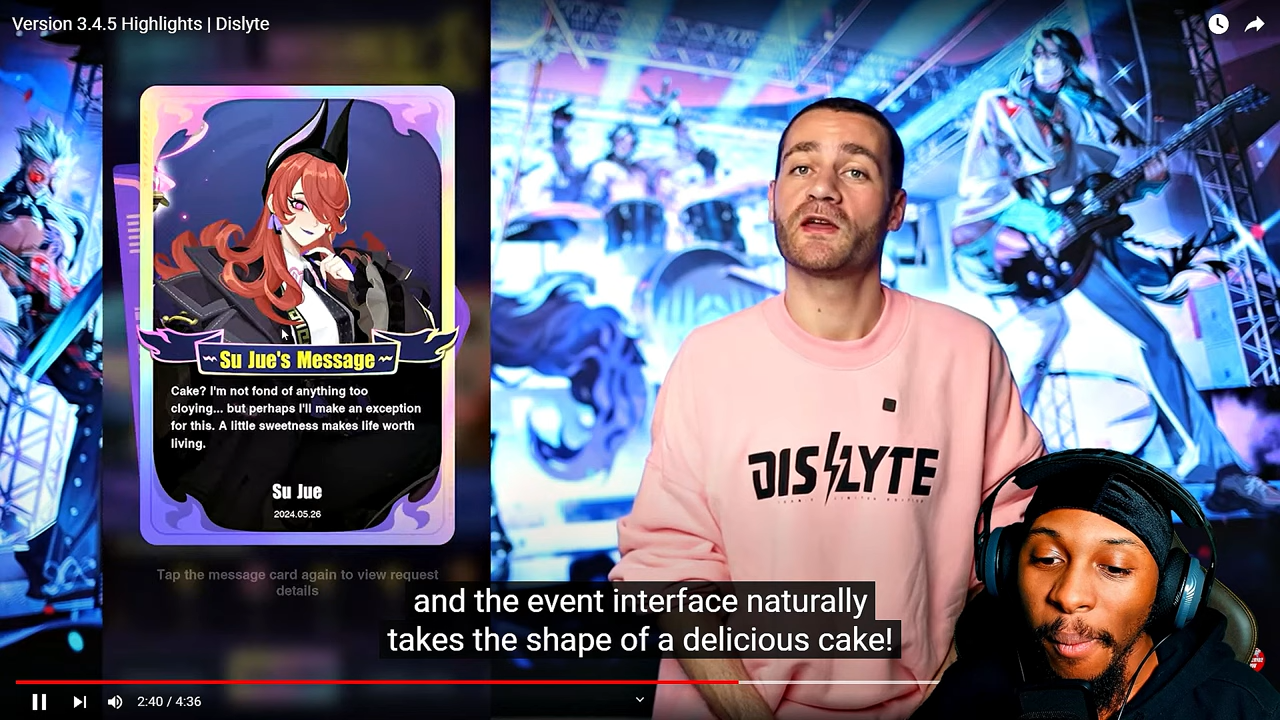 Version 3.4.5 Highlights | Dislyte
Su Jue's Message
Cake? I'm not fond of anything too
cloying... but perhaps I'll make an exception
for this. A little sweetness makes life worth
living.
Su Jue
2024.05.26
Tap the message card again to view request
details
DISLYTE
and the event interface naturally
takes the shape of a delicious cake!
2:40 / 4:36